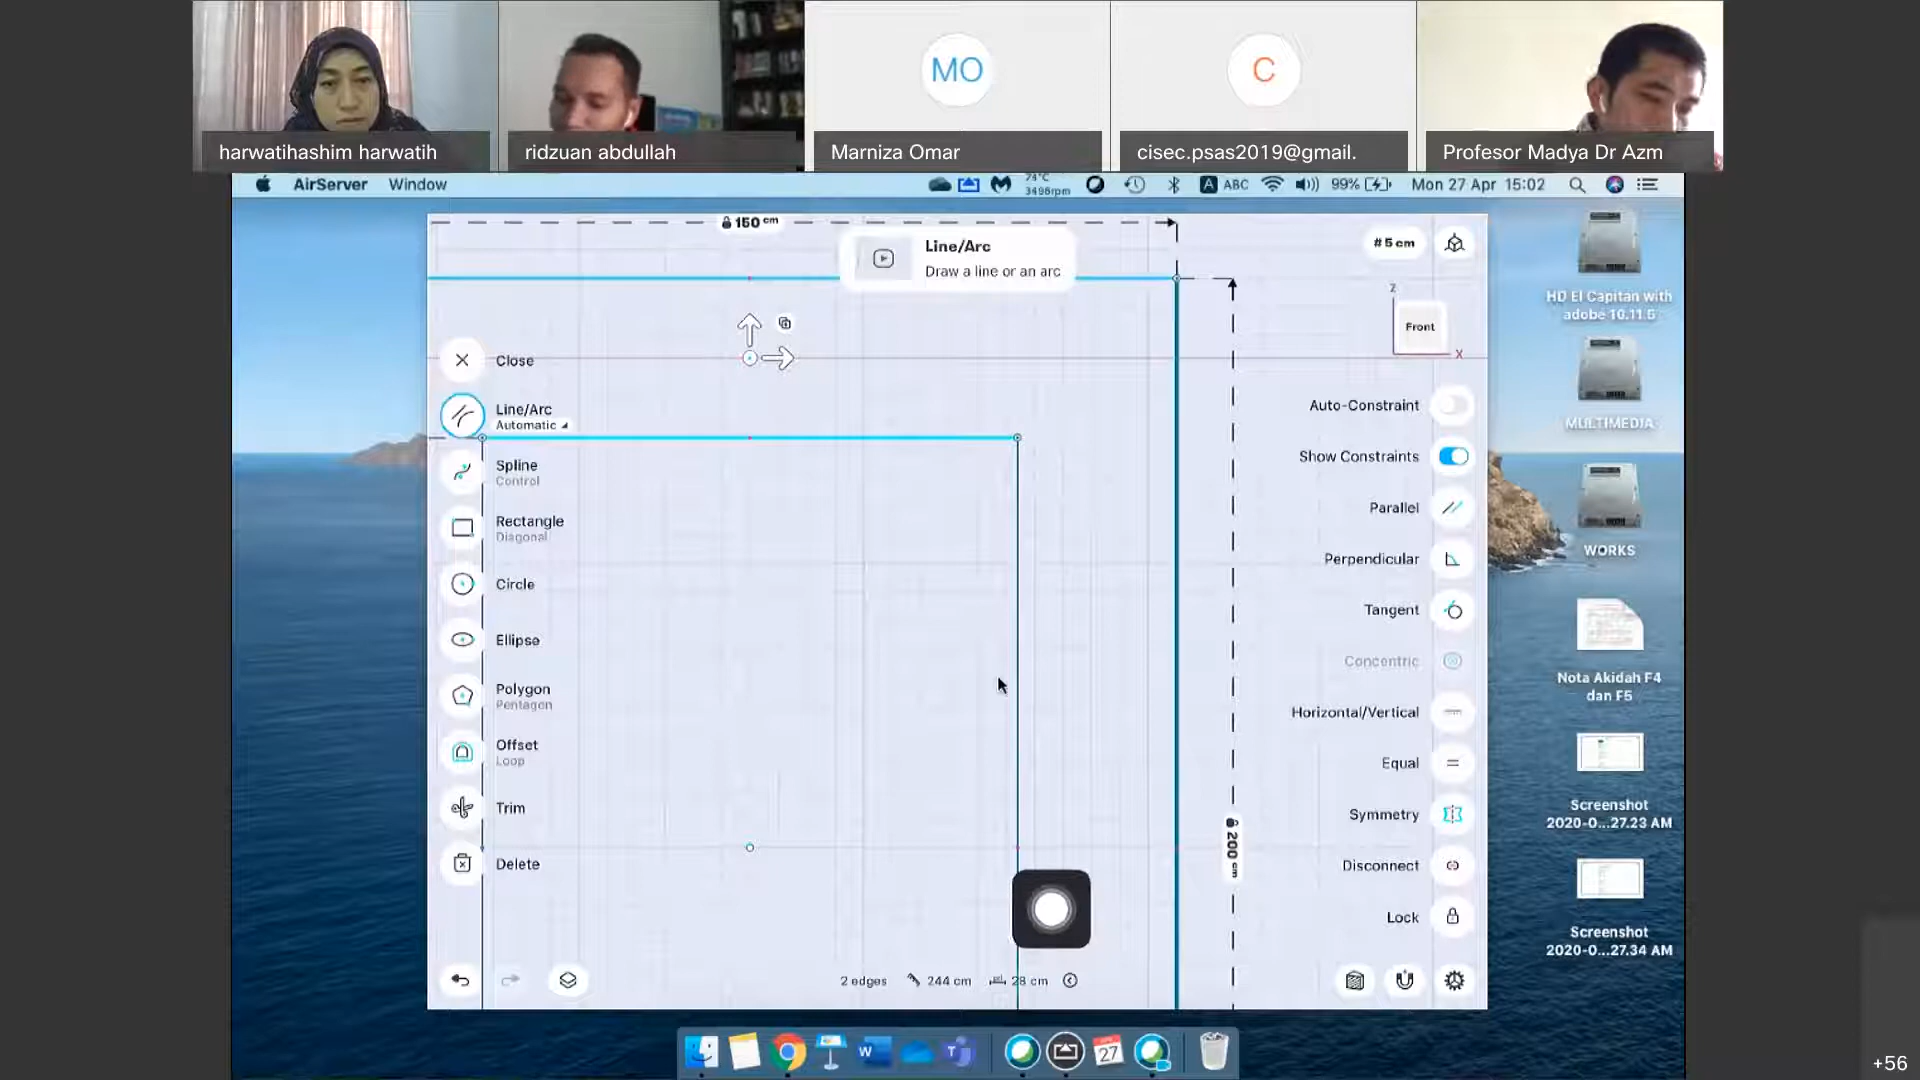 MO
C
harwatihashim harwatih
ridzuan abdullah
Marniza Omar
cisec.psas2019@gmail.
Profesor Madya Dr Azm
AirServer Window
74°C
3498rpm
A ABC
99%
Mon 27 Apr 15:02
150 cm
Line/Arc
Draw a line or an arc
# 5 cm
Z
Front
X
Close
Line/Arc
Automatic
Spline
Control
Rectangle
Diagonal
Circle
Ellipse
Polygon
Pentagon
Offset
Loop
Trim
Delete
Auto-Constraint
Show Constraints
Parallel
Perpendicular
Tangent
Concentric
Horizontal/Vertical
Equal
Symmetry
Disconnect
Lock
200 cm
2 edges 244 cm 28 cm
HD El Capitan with
adobe 10.11.6
MULTIMEDIA
WORKS
Nota Akidah F4
dan F5
Screenshot
2020-0...27.23 AM
Screenshot
2020-0...27.34 AM
W
T
27
+56